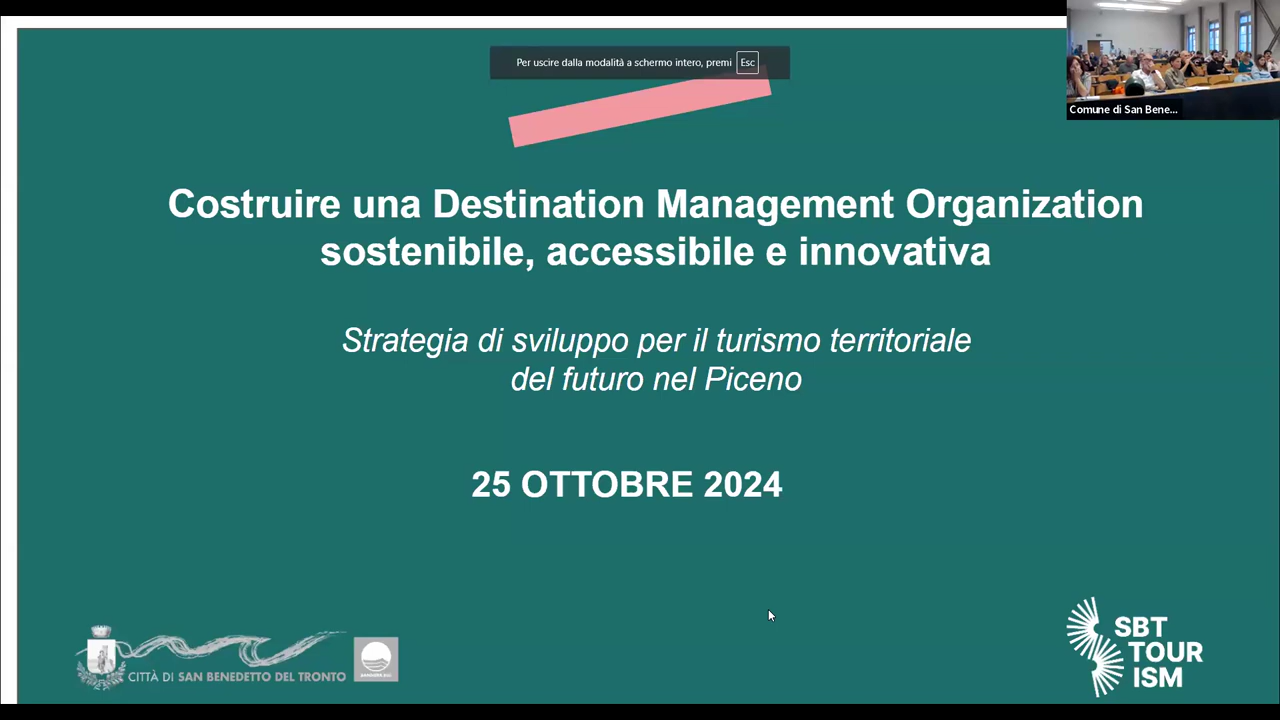 Per uscire dalla modalità a schermo intero, premi Esc
Comune di San Bene...
Costruire una Destination Management Organization
sostenibile, accessibile e innovativa
Strategia di sviluppo per il turismo territoriale
del futuro nel Piceno
25 OTTOBRE 2024
CITTÀ DI SAN BENEDETTO DEL TRONTO
SBT
TOUR
ISM